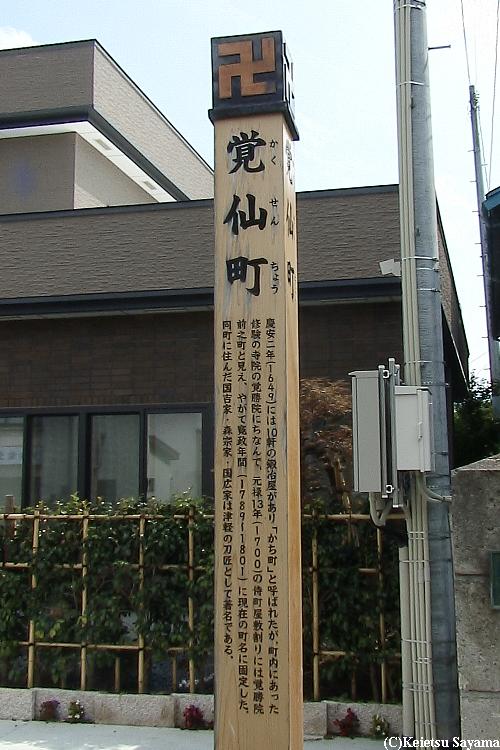 覚仙町
かくせんちょう
慶安二年(1649)には10軒の鍛冶屋があり「かち町」と呼ばれたが、町内にあった
修験の寺院の覚勝院にちなんで、元禄13年(1700)の侍町屋敷割りには覚勝院
前之町と見え、やがて寛政年間(1789〜1801)に現在の町名に固定した。
同町に住んだ国吉家・森宗家・国広家は津軽の刀匠として著名である。
覚仙町
(C)Keietsu Sayama